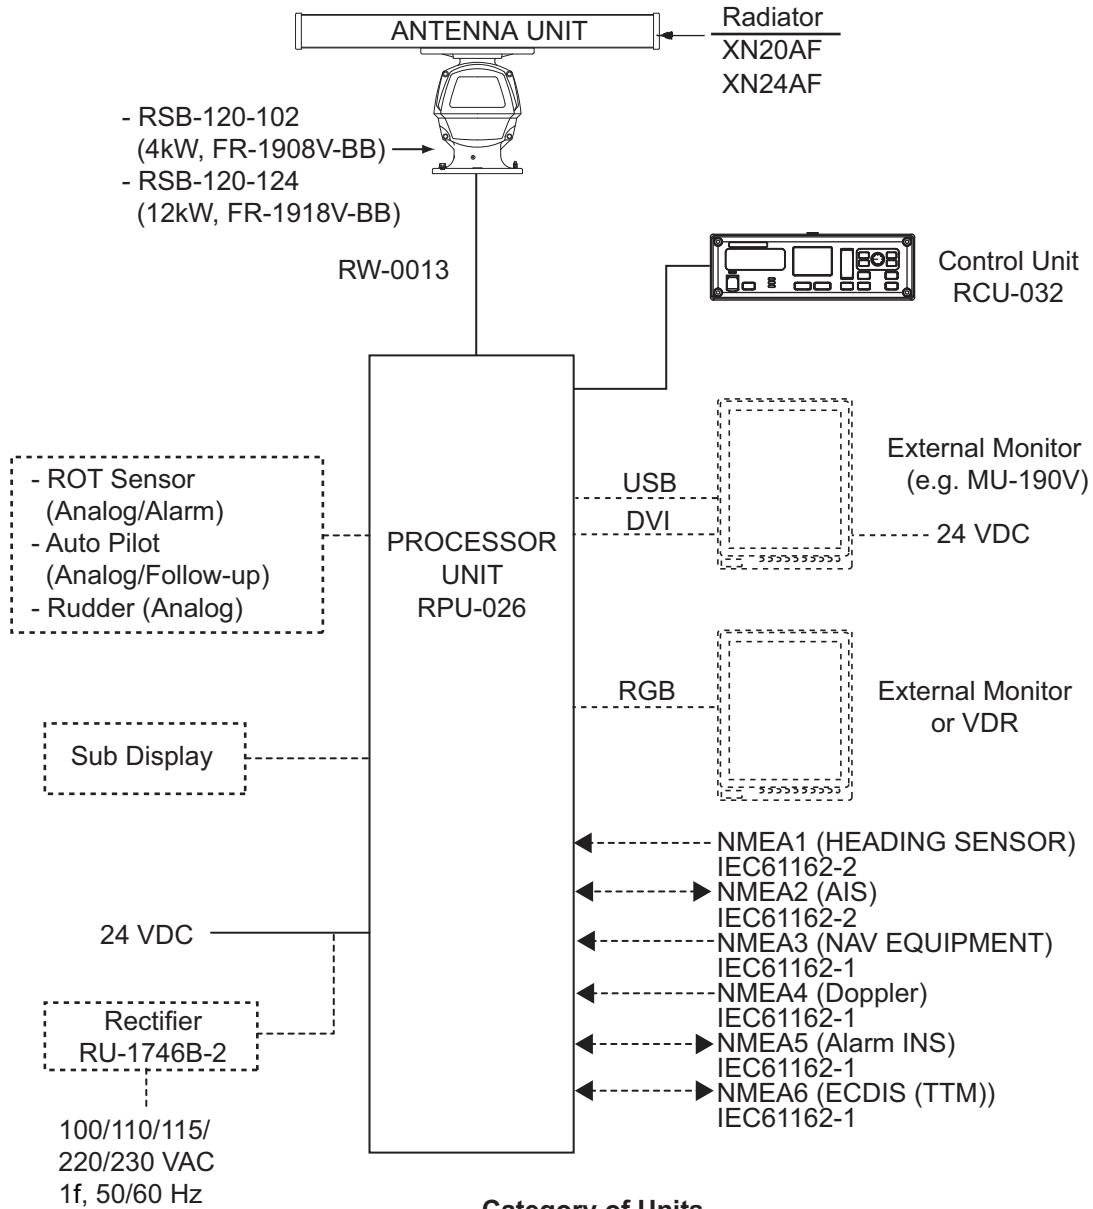 ANTENNA UNIT
Radiator
XN20AF
XN24AF
- RSB-120-102
(4kW, FR-1908V-BB)
- RSB-120-124
(12kW, FR-1918V-BB)
RW-0013
Control Unit
RCU-032
External Monitor
(e.g. MU-190V)
USB
DVI
24 VDC
- ROT Sensor
(Analog/Alarm)
- Auto Pilot
(Analog/Follow-up)
- Rudder (Analog)
PROCESSOR
UNIT
RPU-026
RGB
External Monitor
or VDR
Sub Display
NMEA1 (HEADING SENSOR)
IEC61162-2
NMEA2 (AIS)
IEC61162-2
NMEA3 (NAV EQUIPMENT)
IEC61162-1
NMEA4 (Doppler)
IEC61162-1
NMEA5 (Alarm INS)
IEC61162-1
NMEA6 (ECDIS (TTM))
IEC61162-1
24 VDC
Rectifier
RU-1746B-2
100/110/115/
220/230 VAC
1f, 50/60 Hz
Category of Units